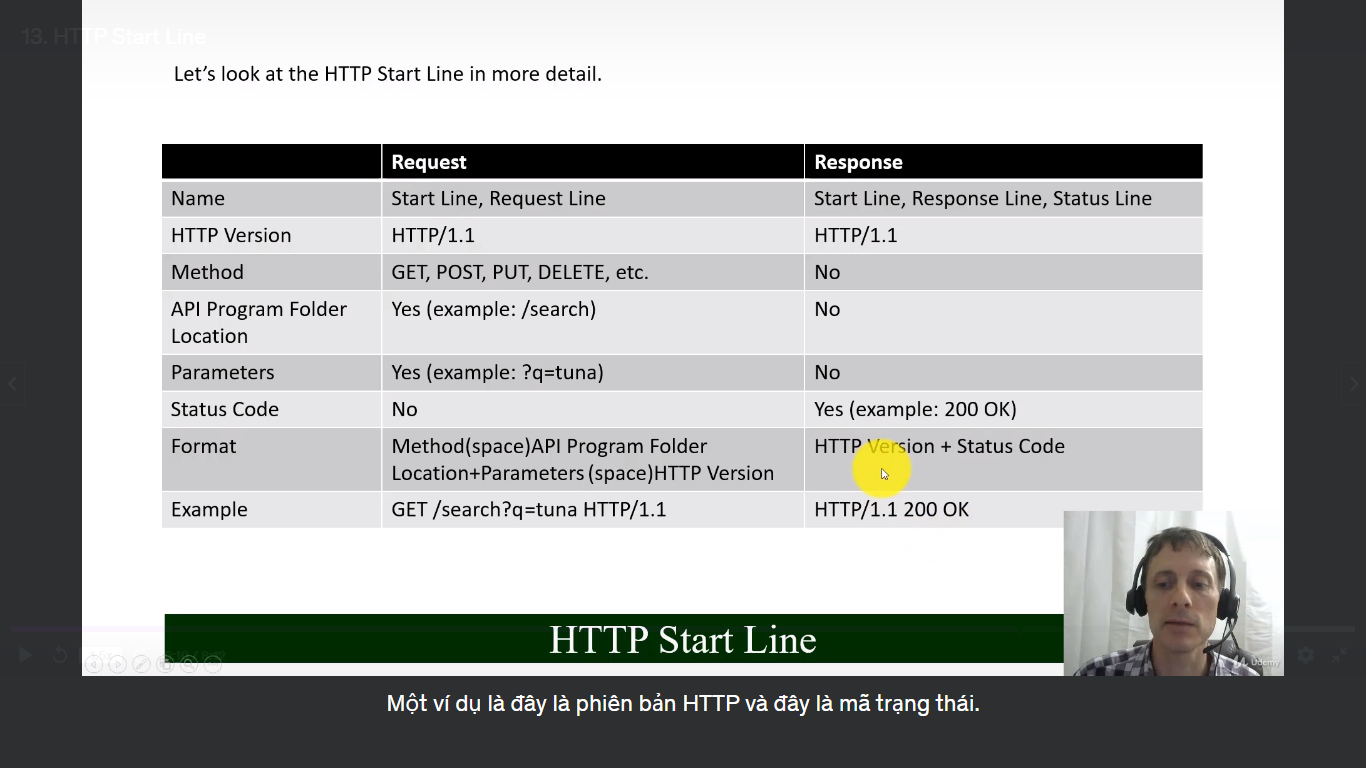 13. HTTP Start Line
Let's look at the HTTP Start Line in more detail.
Request Response
Name Start Line, Request Line Start Line, Response Line, Status Line
HTTP Version HTTP/1.1 HTTP/1.1
Method GET, POST, PUT, DELETE, etc. No
API Program Folder Yes (example: /search) No
Location
Parameters Yes (example: ?q=tuna) No
Status Code No Yes (example: 200 OK)
Format Method(space)API Program Folder HTTP Version + Status Code
Location+Parameters (space)HTTP Version
Example GET /search?q=tuna HTTP/1.1 HTTP/1.1 200 OK
HTTP Start Line
Udemy
Một ví dụ là đây là phiên bản HTTP và đây là mã trạng thái.